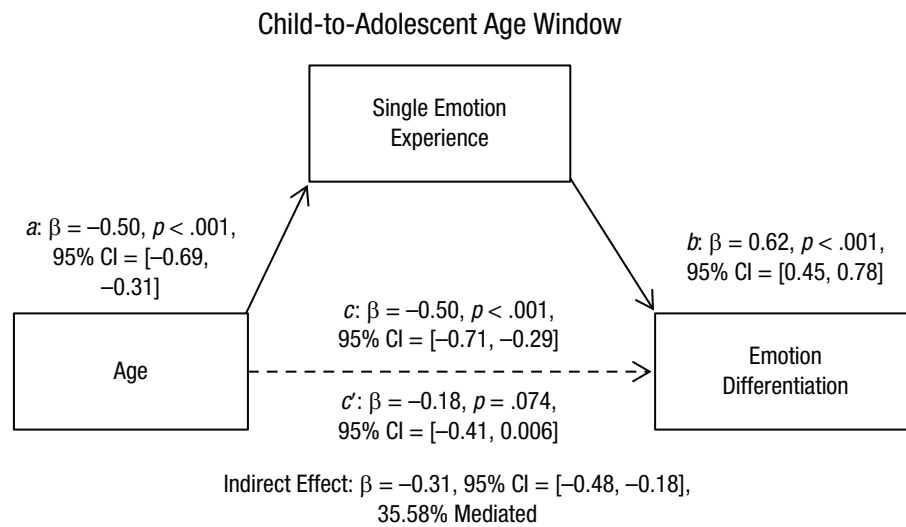 Child-to-Adolescent Age Window
Single Emotion
Experience
a: β = –0.50, p < .001,
95% CI = [–0.69,
–0.31]
b: β = 0.62, p < .001,
95% CI = [0.45, 0.78]
Age
c: β = –0.50, p < .001,
95% CI = [–0.71, –0.29]
Emotion
Differentiation
c′: β = –0.18, p = .074,
95% CI = [–0.41, 0.006]
Indirect Effect: β = –0.31, 95% CI = [–0.48, –0.18],
35.58% Mediated